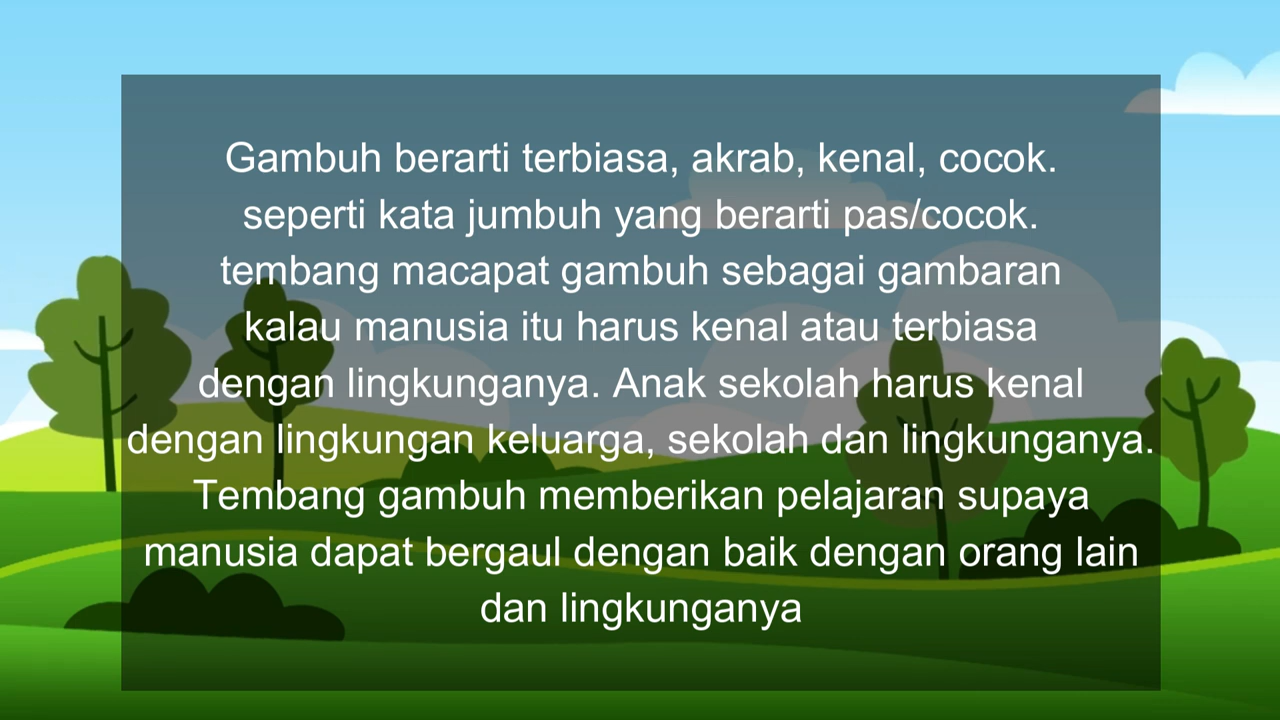 Gambuh berarti terbiasa, akrab, kenal, cocok.
seperti kata jumbuh yang berarti pas/cocok.
tembang macapat gambuh sebagai gambaran
kalau manusia itu harus kenal atau terbiasa
dengan lingkunganya. Anak sekolah harus kenal
dengan lingkungan keluarga, sekolah dan lingkunganya.
Tembang gambuh memberikan pelajaran supaya
manusia dapat bergaul dengan baik dengan orang lain
dan lingkunganya